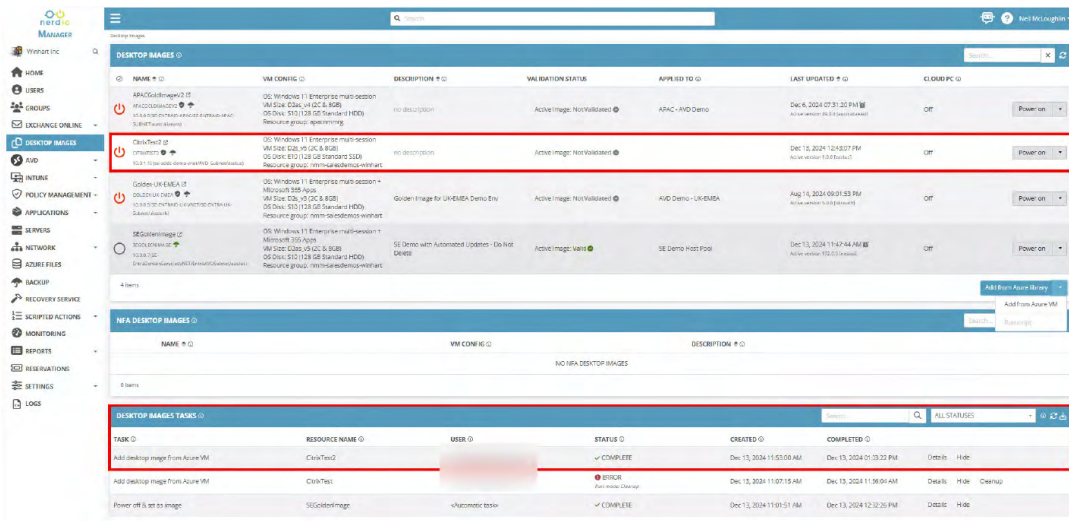 nerdio
MANAGER
Search
Neil McLoughlin
Winhart Inc
HOME
USERS
GROUPS
EXCHANGE ONLINE
DESKTOP IMAGES
AVD
INTUNE
POLICY MANAGEMENT
APPLICATIONS
SERVERS
NETWORK
AZURE FILES
BACKUP
RECOVERY SERVICE
SCRIPTED ACTIONS
MONITORING
REPORTS
RESERVATIONS
SETTINGS
LOGS
Desktop Images
DESKTOP IMAGES
Search...
NAME VM CONFIG DESCRIPTION VALIDATION STATUS APPLIED TO LAST UPDATED CLOUD PC
APACGoldImageV2
APACGOLDIMAGEV2
OS: Windows 11 Enterprise multi-session
VM Size: D2as_v4 (2C & 8GB)
OS Disk: S10 (128 GB Standard HDD)
no description
Active Image: Not Validated
APAC - AVD Demo
Dec 6, 2024 07:31:20 PM
Off
Power on
CitrixTest2
CITRIXTEST2
OS: Windows 11 Enterprise multi-session
VM Size: D2s_v5 (2C & 8GB)
OS Disk: E10 (128 GB Standard SSD)
Resource group: nmm-salesdemos-winhart
no description
Active Image: Not Validated
Dec 13, 2024 12:43:07 PM
Off
Power on
Golden-UK-EMEA
GOLDEN-UK-EMEA
OS: Windows 11 Enterprise multi-session +
Microsoft 365 Apps
VM Size: D2s_v5 (2C & 8GB)
OS Disk: S10 (128 GB Standard HDD)
Resource group: nmm-salesdemos-winhart
Golden Image for UK-EMEA Demo Env
Active Image: Not Validated
AVD Demo - UK-EMEA
Aug 14, 2024 09:01:53 PM
Off
Power on
SEGoldenImage
SEGOLDENIMAGE
OS: Windows 11 Enterprise multi-session +
Microsoft 365 Apps
VM Size: D2as_v5 (2C & 8GB)
OS Disk: S10 (128 GB Standard HDD)
Resource group: nmm-salesdemos-winhart
SE Demo with Automated Updates - Do Not
Delete
Active Image: Valid
SE Demo Host Pool
Dec 13, 2024 11:42:44 AM
Off
Power on
4 items
Add from Azure library
Add from Azure VM
NFA DESKTOP IMAGES
Search...
NAME VM CONFIG DESCRIPTION
NO NFA DESKTOP IMAGES
0 items
DESKTOP IMAGES TASKS
Search...
ALL STATUSES
TASK RESOURCE NAME USER STATUS CREATED COMPLETED
Add desktop image from Azure VM CitrixTest2 COMPLETE Dec 13, 2024 11:53:00 AM Dec 13, 2024 01:33:22 PM Details Hide
Add desktop image from Azure VM CitrixTest ERROR Dec 13, 2024 11:07:15 AM Dec 13, 2024 11:36:04 AM Details Hide Cleanup
Power off & set as image SEGoldenImage <Automatic task> COMPLETE Dec 13, 2024 11:01:51 AM Dec 13, 2024 12:32:26 PM Details Hide